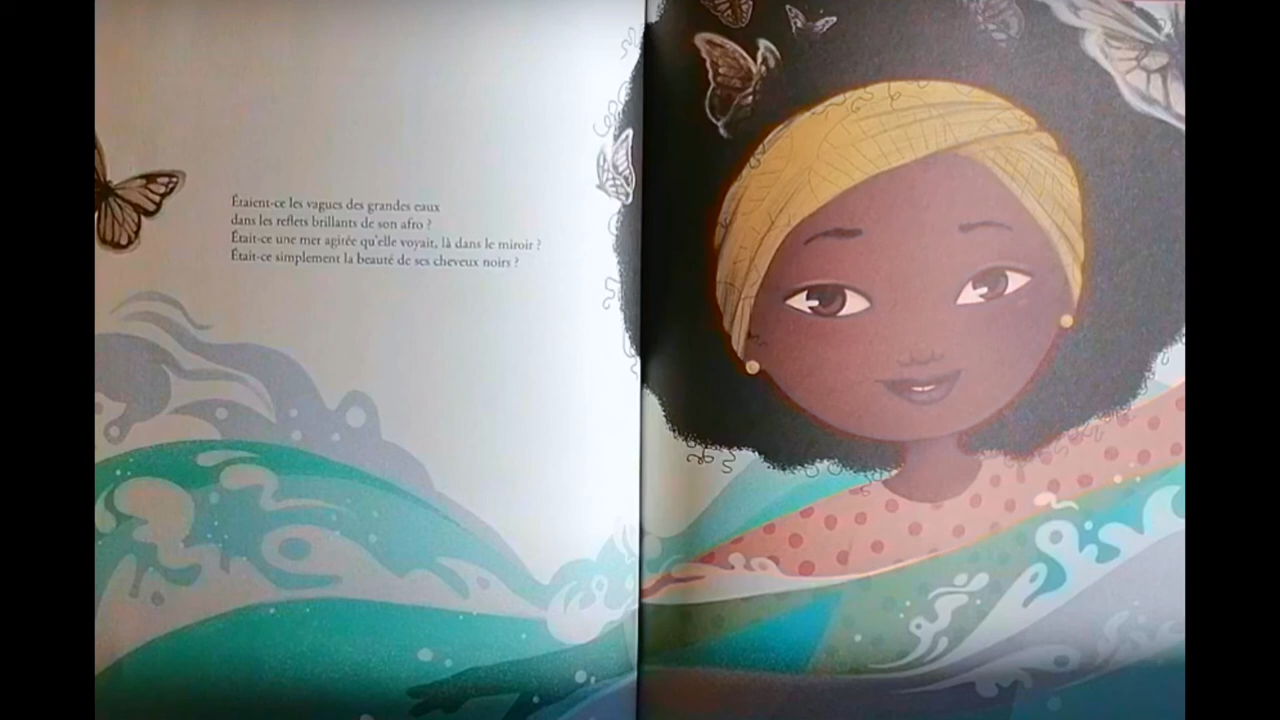 Étaient-ce les vagues des grandes eaux
dans les reflets brillants de son afro ?
Était-ce une mer agitée qu'elle voyait, là dans le miroir ?
Était-ce simplement la beauté de ses cheveux noirs ?